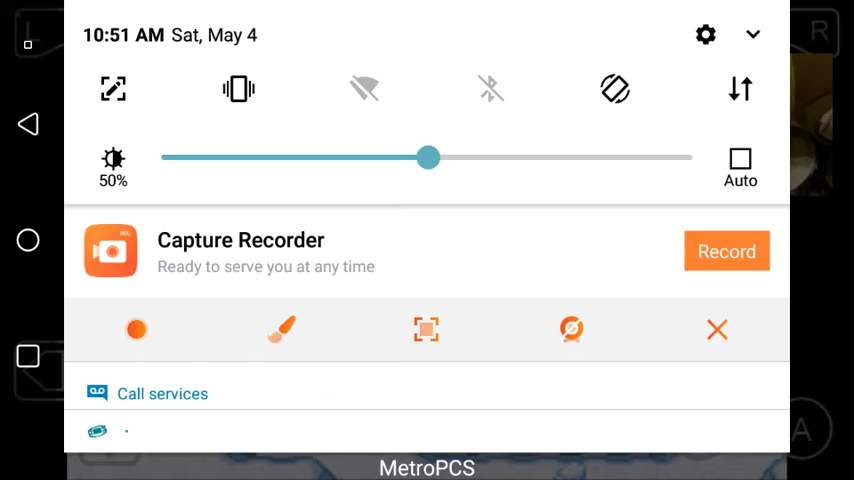 10:51 AM Sat, May 4
L
R
50%
Auto
REC
Capture Recorder
Ready to serve you at any time
Record
Call services
A
MetroPCS